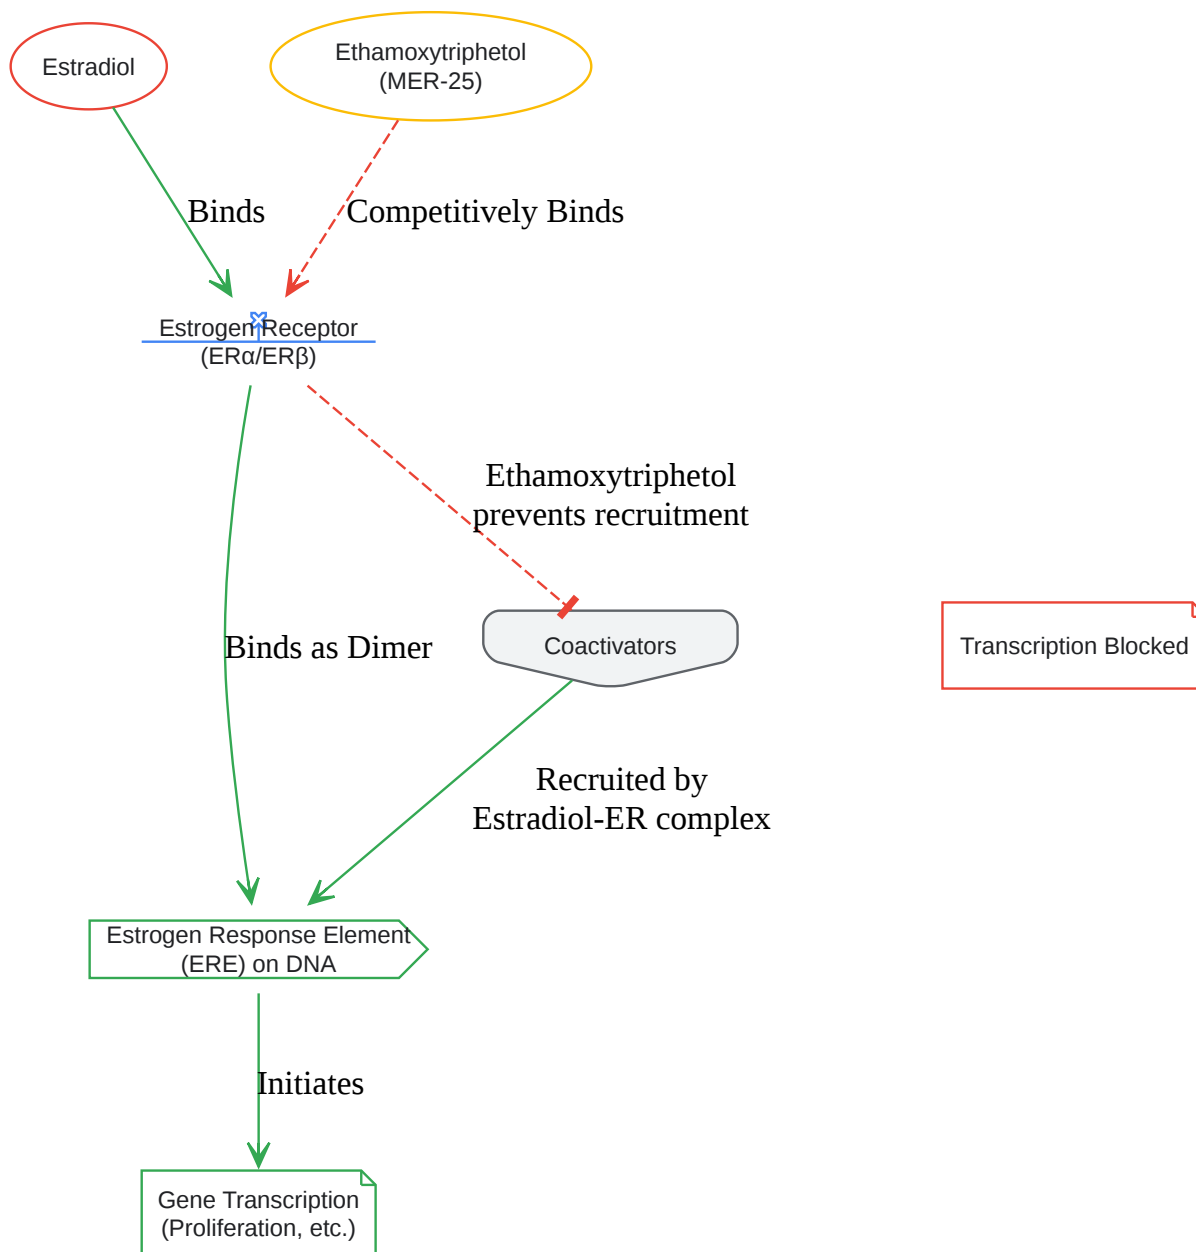 Estradiol
Ethamoxytriphetol
(MER-25)
Binds
Competitively Binds
Estrogen Receptor
(ERα/ERβ)
Ethamoxytriphetol
prevents recruitment
Binds as Dimer
Coactivators
Transcription Blocked
Recruited by
Estradiol-ER complex
Estrogen Response Element
(ERE) on DNA
Initiates
Gene Transcription
(Proliferation, etc.)